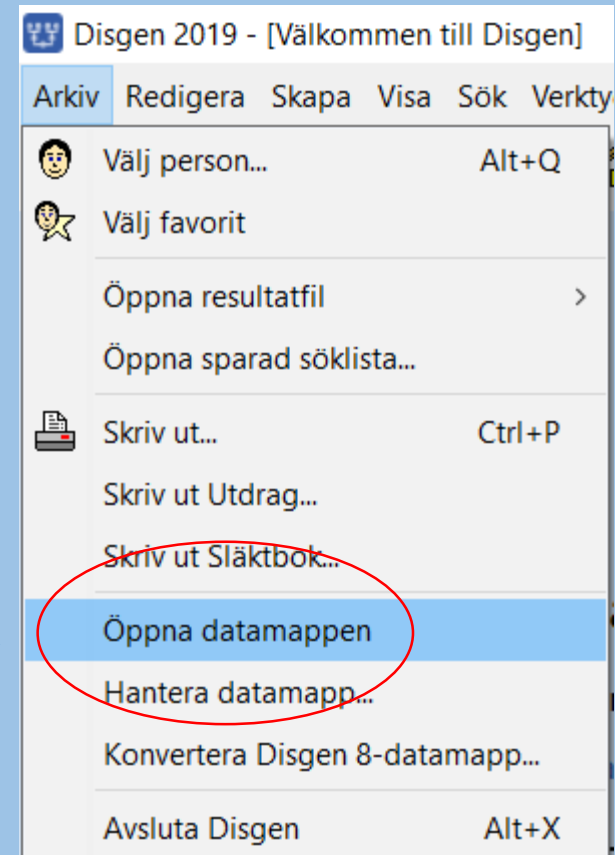 Disgen 2019 - [Välkommen till Disgen]
Arkiv Redigera Skapa Visa Sök Verkty
Välj person... Alt+Q
Välj favorit
Öppna resultatfil >
Öppna sparad söklista...
Skriv ut... Ctrl+P
Skriv ut Utdrag...
Skriv ut Släktbok...
Öppna datamappen
Hantera datamapp...
Konvertera Disgen 8-datamapp...
Avsluta Disgen Alt+X